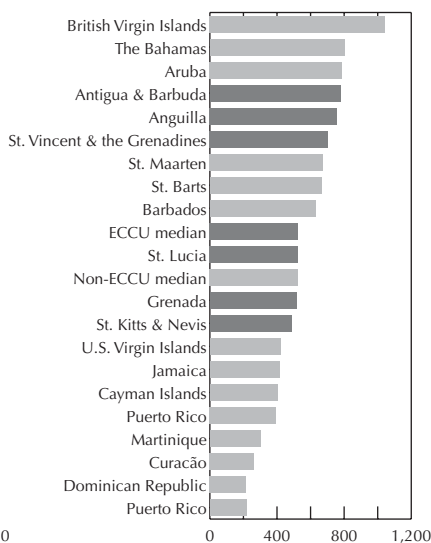 British Virgin Islands
The Bahamas
Aruba
Antigua & Barbuda
Anguilla
St. Vincent & the Grenadines
St. Maarten
St. Barts
Barbados
ECCU median
St. Lucia
Non-ECCU median
Grenada
St. Kitts & Nevis
U.S. Virgin Islands
Jamaica
Cayman Islands
Puerto Rico
Martinique
Curacão
Dominican Republic
Puerto Rico
0 0 400 800 1,200